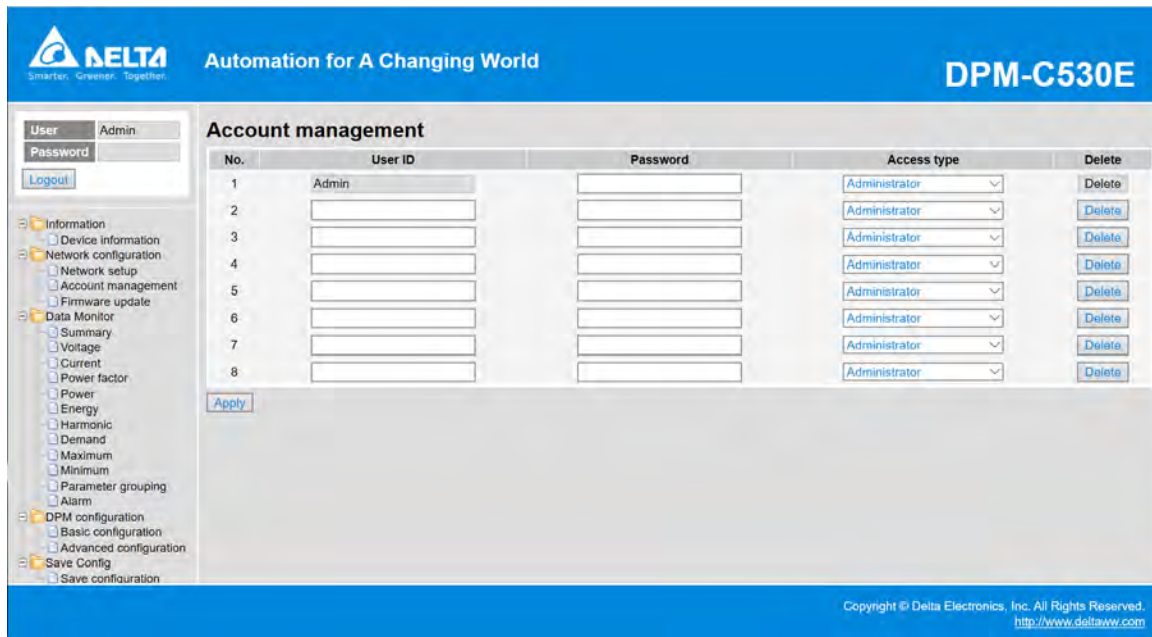 DELTA
Smarter. Greener. Together.
Automation for A Changing World
DPM-C530E
User Admin
Password
Logout
Information
Device information
Network configuration
Network setup
Account management
Firmware update
Data Monitor
Summary
Voltage
Current
Power factor
Power
Energy
Harmonic
Demand
Maximum
Minimum
Parameter grouping
Alarm
DPM configuration
Basic configuration
Advanced configuration
Save Config
Save configuration
Account management
No. User ID Password Access type Delete
1 Admin Administrator Delete
2 Administrator Delete
3 Administrator Delete
4 Administrator Delete
5 Administrator Delete
6 Administrator Delete
7 Administrator Delete
8 Administrator Delete
Apply
Copyright © Delta Electronics, Inc. All Rights Reserved.
http://www.deltaww.com